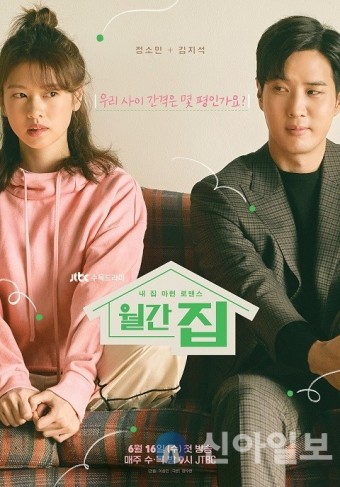 정소민 + 김지석
우리 사이 간격은 몇 평인가요?
jtbc 수목드라마
내 집 마련 로맨스
월간 집
6월 16일 (수) 첫 방송
매주 수·목 밤 9시 JTBC
신아일보